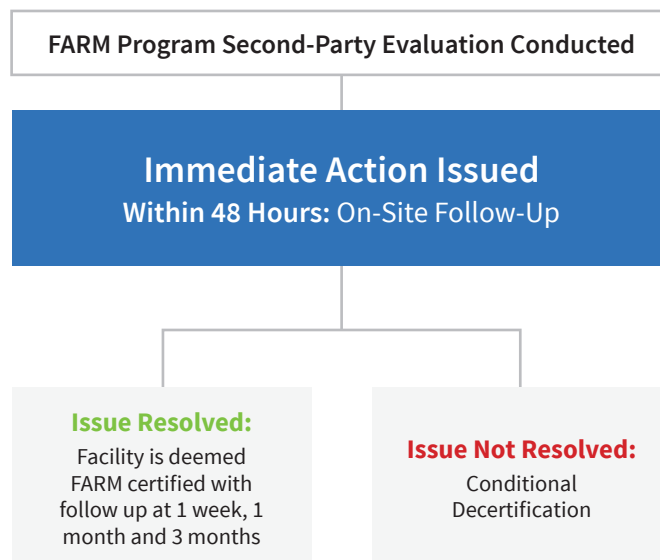 FARM Program Second-Party Evaluation Conducted
Immediate Action Issued
Within 48 Hours: On-Site Follow-Up
Issue Resolved:
Facility is deemed
FARM certified with
follow up at 1 week, 1
month and 3 months
Issue Not Resolved:
Conditional
Decertification